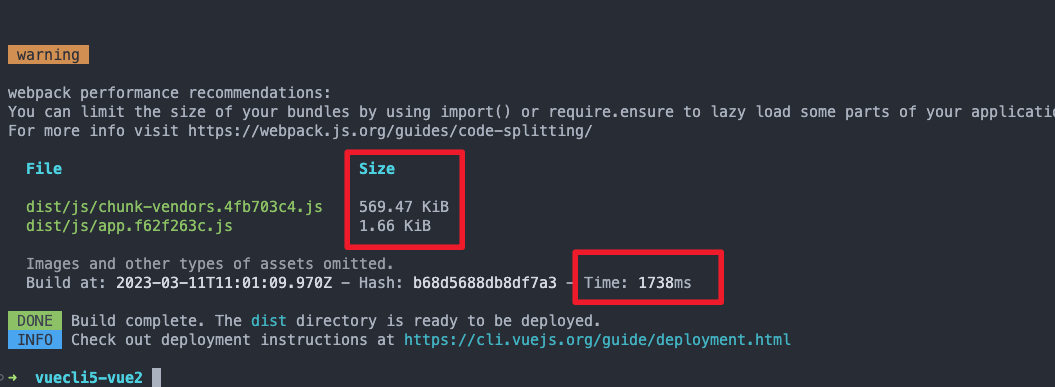 warning
webpack performance recommendations:
You can limit the size of your bundles by using import() or require.ensure to lazy load some parts of your
For more info visit https://webpack.js.org/guides/code-splitting/
File Size
dist/js/chunk-vendors.4fb703c4.js 569.47 KiB
dist/js/app.f62f263c.js 1.66 KiB
Images and other types of assets omitted.
Build at: 2023-03-11T11:01:09.970Z - Hash: b68d5688db8df7a3 - Time: 1738ms
DONE Build complete. The dist directory is ready to be deployed.
INFO Check out deployment instructions at https://cli.vuejs.org/guide/deployment.html
➜ vuecli5-vue2